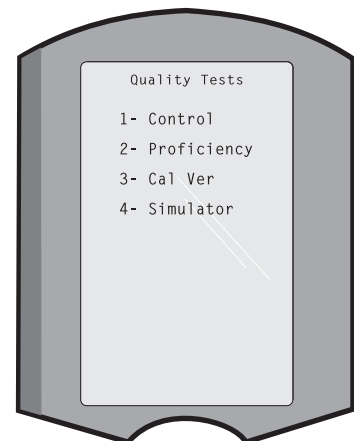 Quality Tests
1- Control
2- Proficiency
3- Cal Ver
4- Simulator